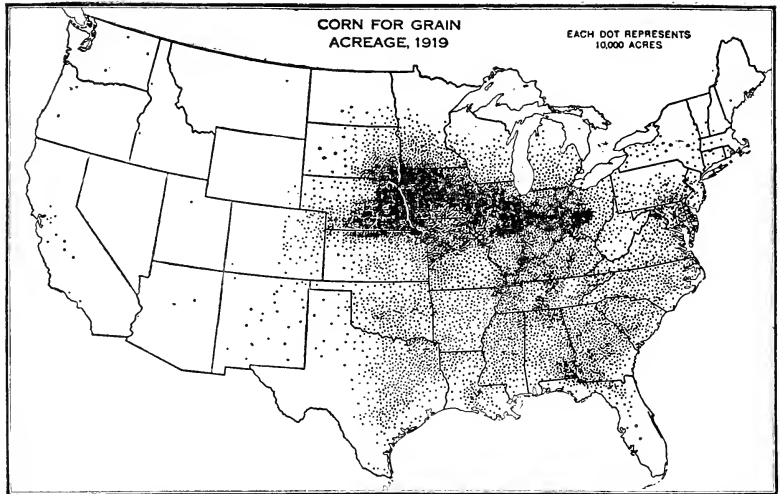 CORN FOR GRAIN
ACREAGE, 1919
EACH DOT REPRESENTS
10,000 ACRES